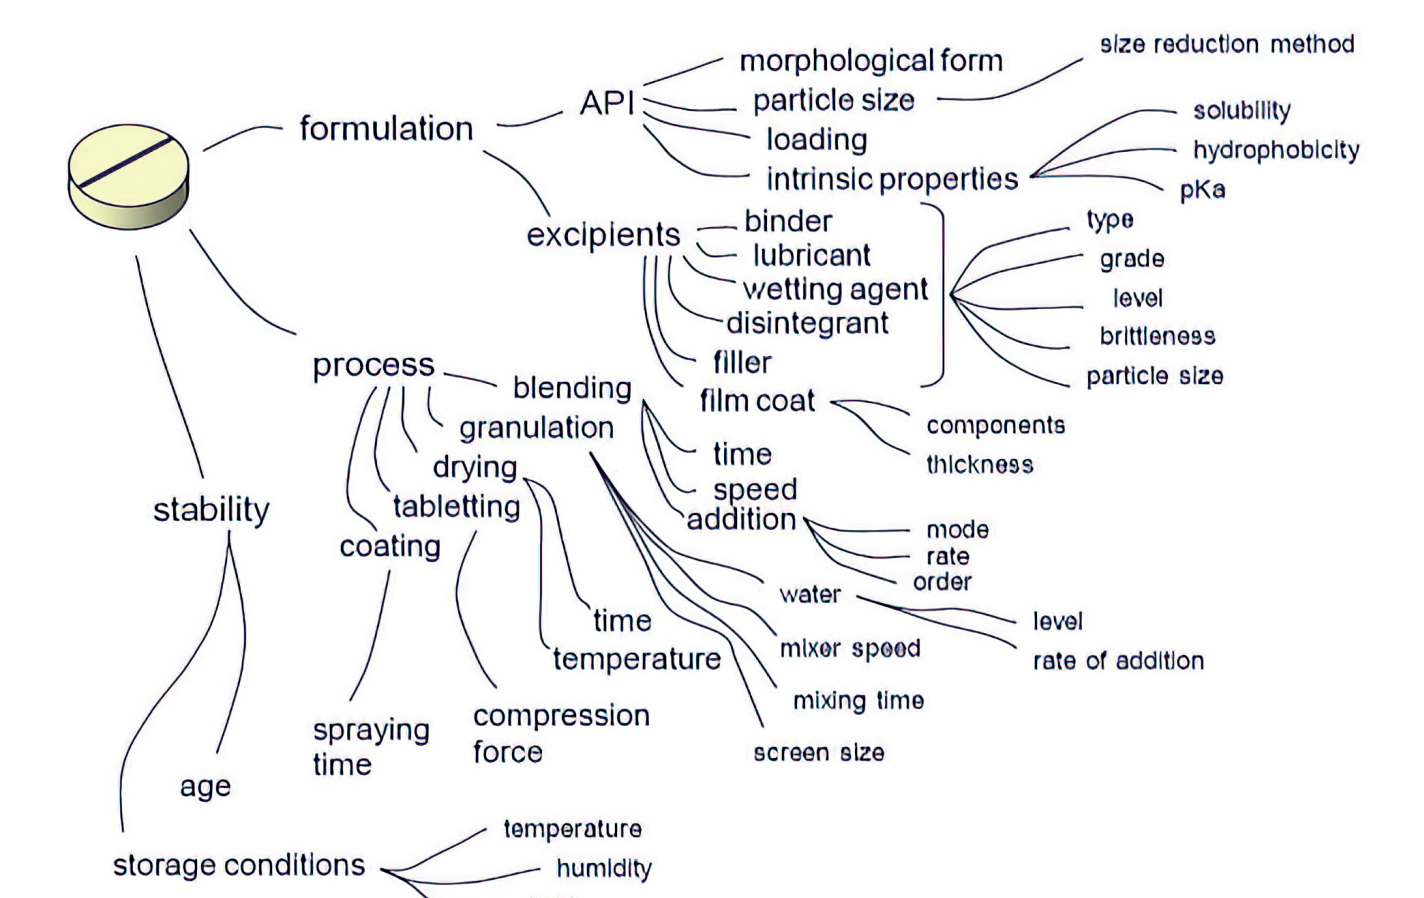 formulation
API
morphological form
particle size
size reduction method
loading
intrinsic properties
solubility
hydrophobicity
pKa
excipients
binder
lubricant
wetting agent
disintegrant
filler
type
grade
level
brittleness
particle size
film coat
components
thickness
process
blending
time
speed
addition
mode
rate
order
granulation
water
level
rate of addition
mixer speed
mixing time
screen size
drying
time
temperature
tabletting
compression
force
coating
spraying
time
stability
age
storage conditions
temperature
humidity